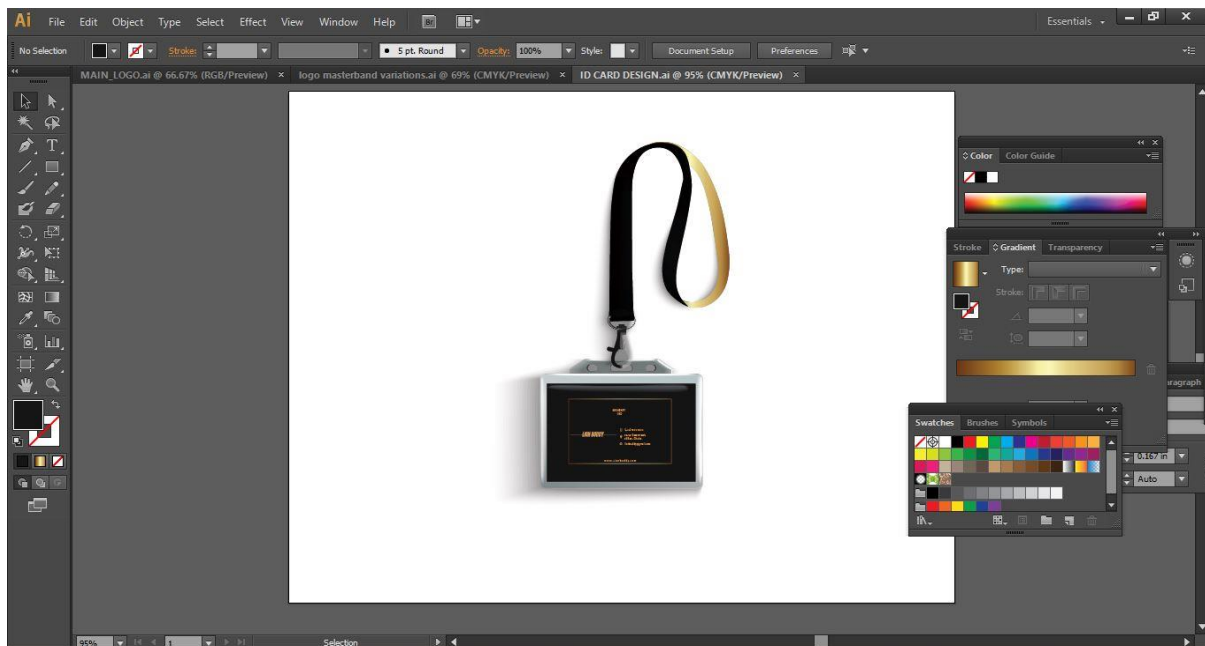 Ai File Edit Object Type Select Effect View Window Help Br Essentials
No Selection Stroke: 5 pt. Round Opacity: 100% Style: Document Setup Preferences
MAIN_LOGO.ai @ 66.67% (RGB/Preview) × logo masterband variations.ai @ 69% (CMYK/Preview) × ID CARD DESIGN.ai @ 95% (CMYK/Preview) ×
Color Color Guide
Stroke Gradient Transparency
Type:
Stroke:
aragraph
Swatches Brushes Symbols
0.167 in
Auto
95% 1 Selection